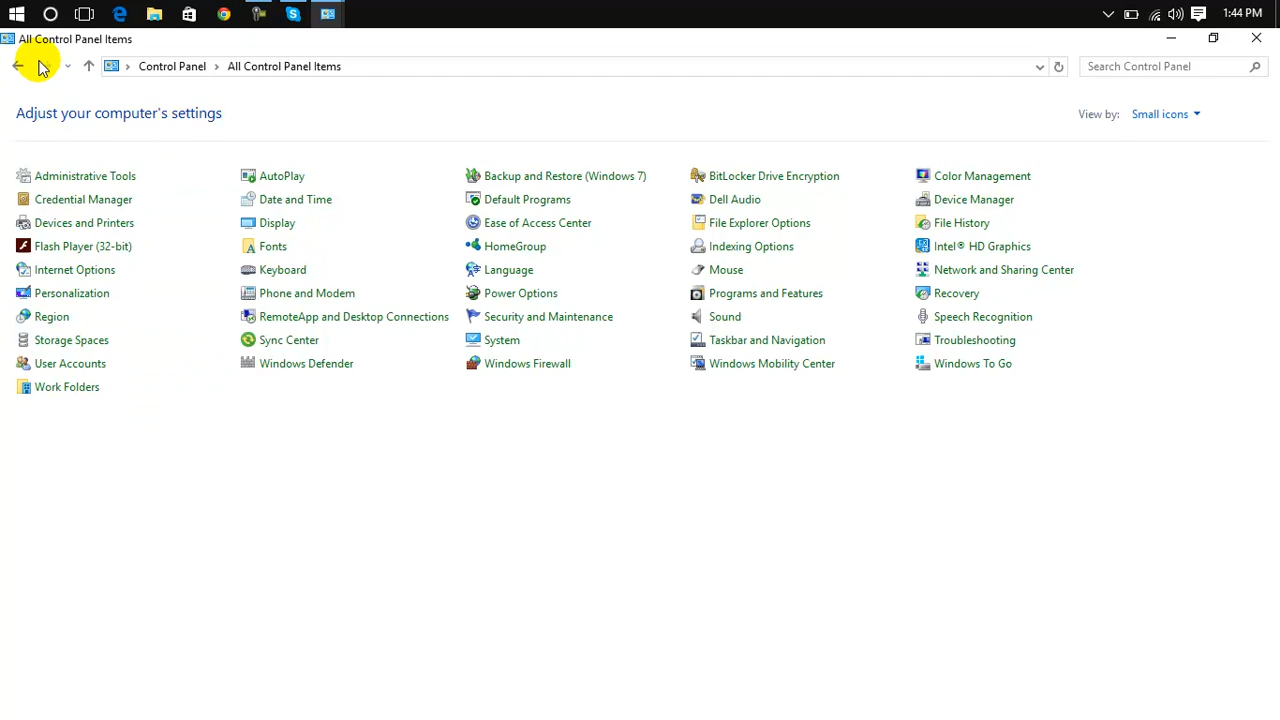 1:44 PM
All Control Panel Items
Control Panel > All Control Panel Items
Search Control Panel
Adjust your computer's settings
View by: Small icons
Administrative Tools AutoPlay Backup and Restore (Windows 7) BitLocker Drive Encryption Color Management
Credential Manager Date and Time Default Programs Dell Audio Device Manager
Devices and Printers Display Ease of Access Center File Explorer Options File History
Flash Player (32-bit) Fonts HomeGroup Indexing Options Intel® HD Graphics
Internet Options Keyboard Language Mouse Network and Sharing Center
Personalization Phone and Modem Power Options Programs and Features Recovery
Region RemoteApp and Desktop Connections Security and Maintenance Sound Speech Recognition
Storage Spaces Sync Center System Taskbar and Navigation Troubleshooting
User Accounts Windows Defender Windows Firewall Windows Mobility Center Windows To Go
Work Folders